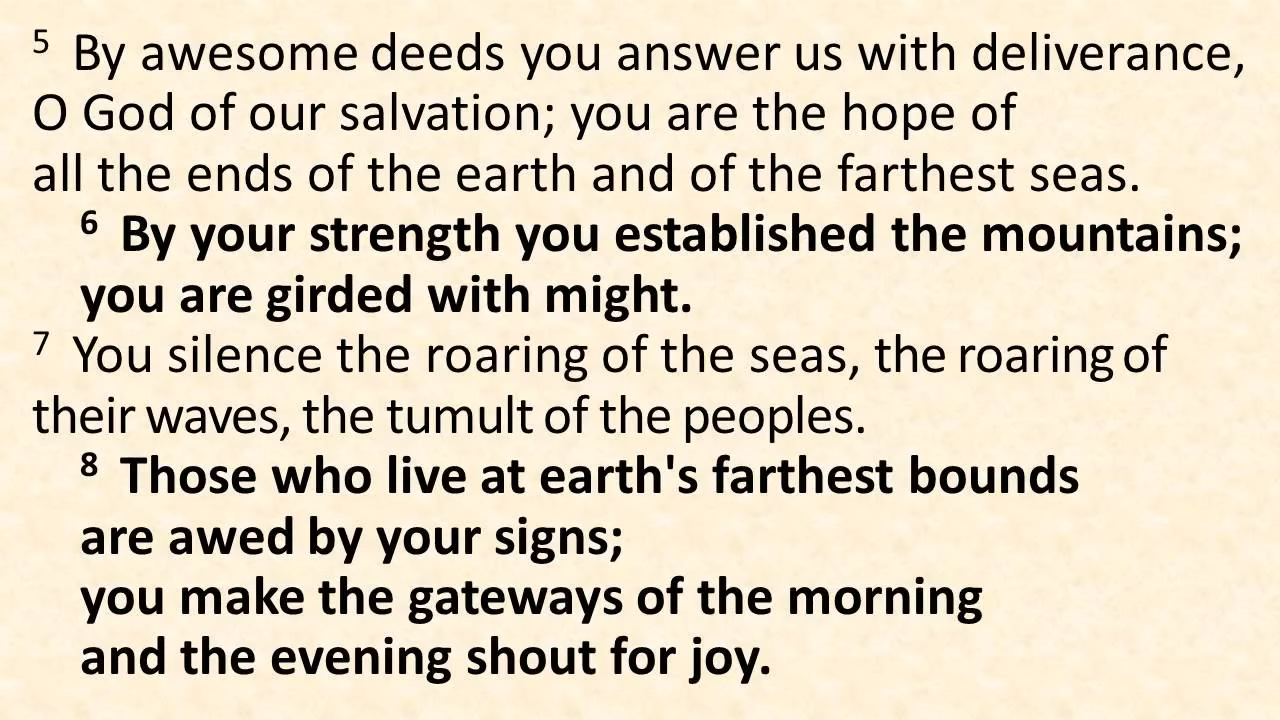 5 By awesome deeds you answer us with deliverance,
O God of our salvation; you are the hope of
all the ends of the earth and of the farthest seas.
6 By your strength you established the mountains;
you are girded with might.
7 You silence the roaring of the seas, the roaring of
their waves, the tumult of the peoples.
8 Those who live at earth's farthest bounds
are awed by your signs;
you make the gateways of the morning
and the evening shout for joy.